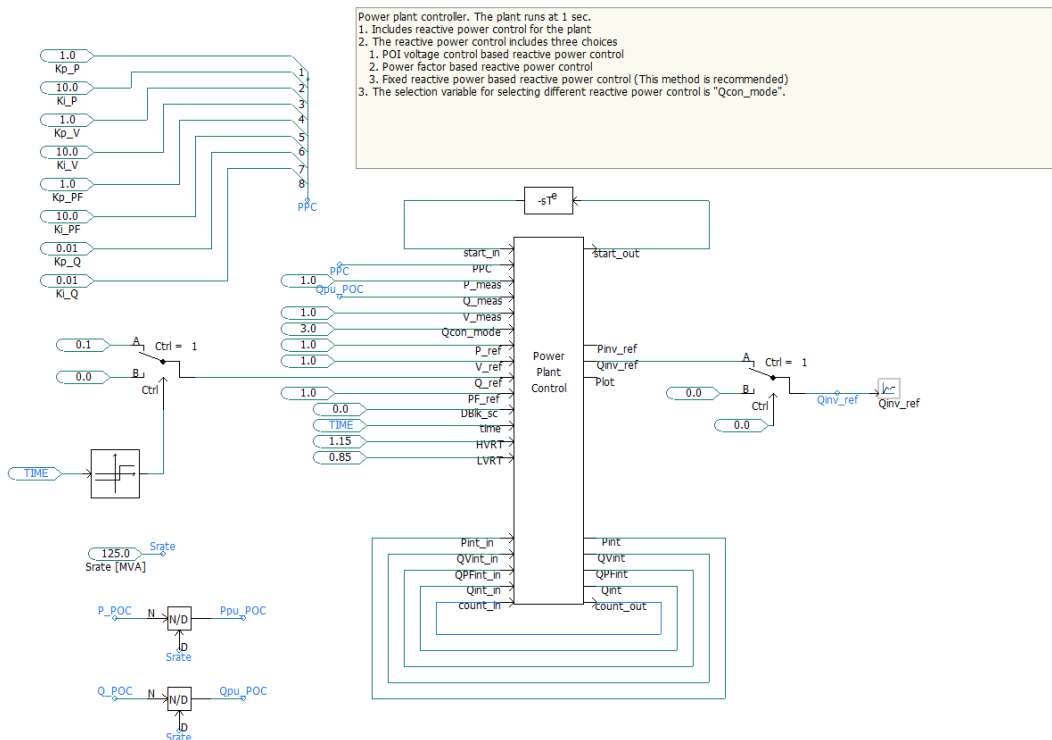 Power plant controller. The plant runs at 1 sec.
1. Includes reactive power control for the plant
2. The reactive power control includes three choices
1. POI voltage control based reactive power control
2. Power factor based reactive power control
3. Fixed reactive power based reactive power control (This method is recommended)
3. The selection variable for selecting different reactive power control is "Qcon_mode".
1.0
Kp_P
10.0
Ki_P
1.0
Kp_V
10.0
Ki_V
1.0
Kp_PF
10.0
Ki_PF
0.01
Kp_Q
0.01
Ki_Q
1
2
3
4
5
6
7
8
PPC
-sT
e
start_in
start_out
PPC
PPC
1.0
P_meas
Qpu_POC
Q_meas
1.0
V_meas
3.0
Qcon_mode
1.0
P_ref
1.0
V_ref
Q_ref
1.0
PF_ref
0.0
DBlk_sc
TIME
time
1.15
HVRT
0.85
LVRT
Power
Plant
Control
Pinv_ref
Qinv_ref
Plot
0.1
A
Ctrl = 1
0.0
B
Ctrl
TIME
A
Ctrl = 1
0.0
B
Ctrl
0.0
Qinv_ref
Qinv_ref
Pint_in
Pint
QVint_in
QVint
QPFint_in
QPFint
Qint_in
Qint
count_in
count_out
125.0
Srate
Srate [MVA]
P_POC
N
N/D
Ppu_POC
D
Srate
Q_POC
N
N/D
Qpu_POC
D
Srate